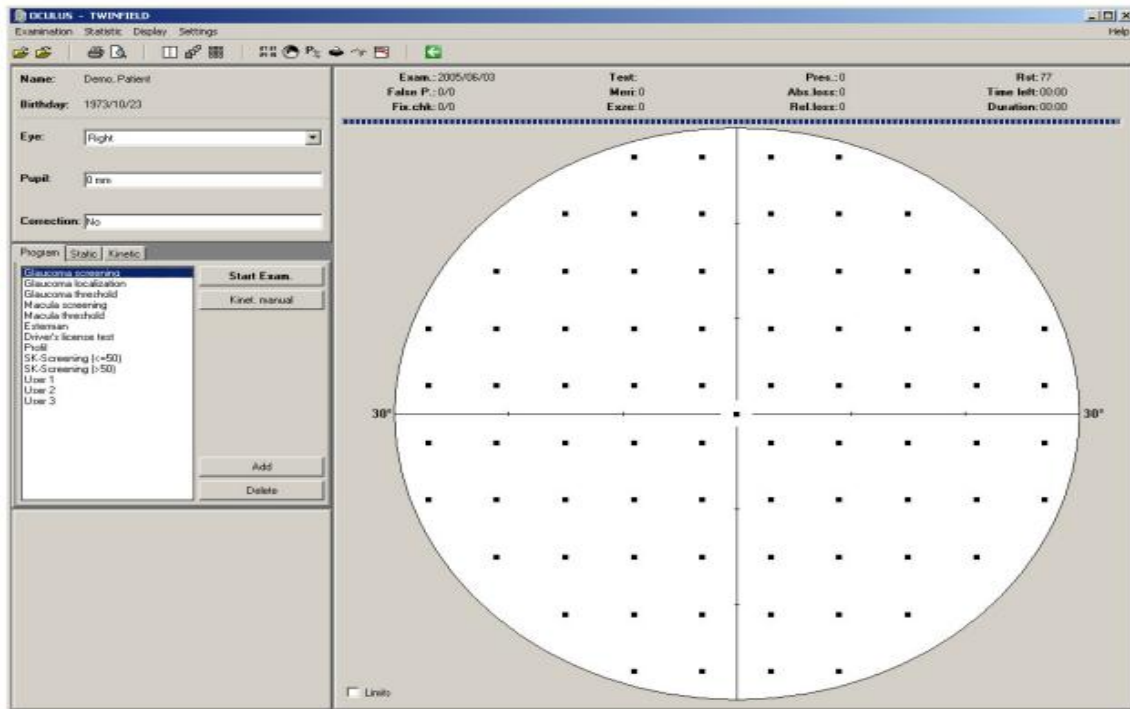 OCULUS - TWINFIELD
Examination Statistic Display Settings Help
Name: Demo, Patient
Birthday: 1973/10/23
Eye: Right
Pupil: 0 mm
Correction: No
Program Static Kinetic
Glaucoma screening
Glaucoma localization
Glaucoma threshold
Macula screening
Macula threshold
Esterman
Driver's license test
Profil
SK-Screening (<=50)
SK-Screening (>50)
User 1
User 2
User 3
Start Exam.
Kinet. manual
Add
Delete
Exam.: 2005/06/03 Test: Pres.: 0 Rst: 77
False P.: 0/0 Meri: 0 Abs.loss: 0 Time left: 00:00
Fix.chk: 0/0 Exze: 0 Rel.loss: 0 Duration: 00:00
30° 30°
Limits